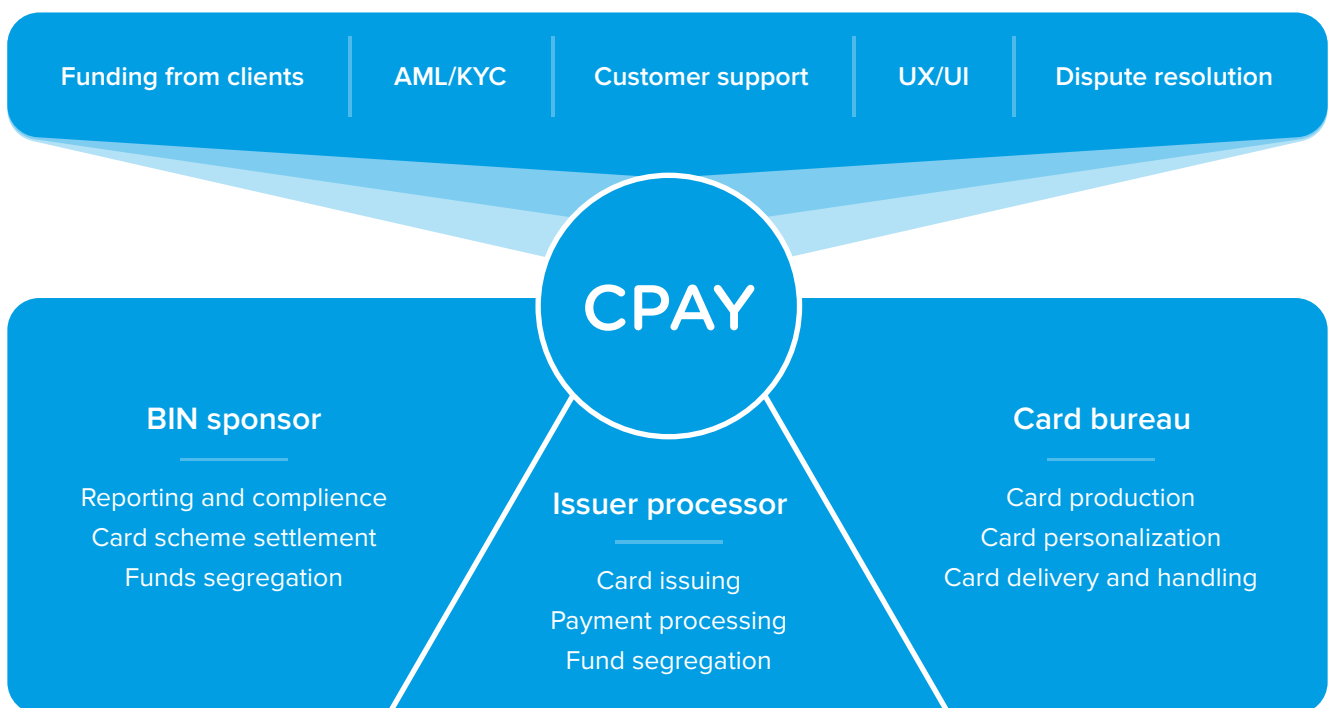 Funding from clients
AML/KYC
Customer support
UX/UI
Dispute resolution
CPAY
BIN sponsor
Reporting and complience
Card scheme settlement
Funds segregation
Issuer processor
Card issuing
Payment processing
Fund segregation
Card bureau
Card production
Card personalization
Card delivery and handling